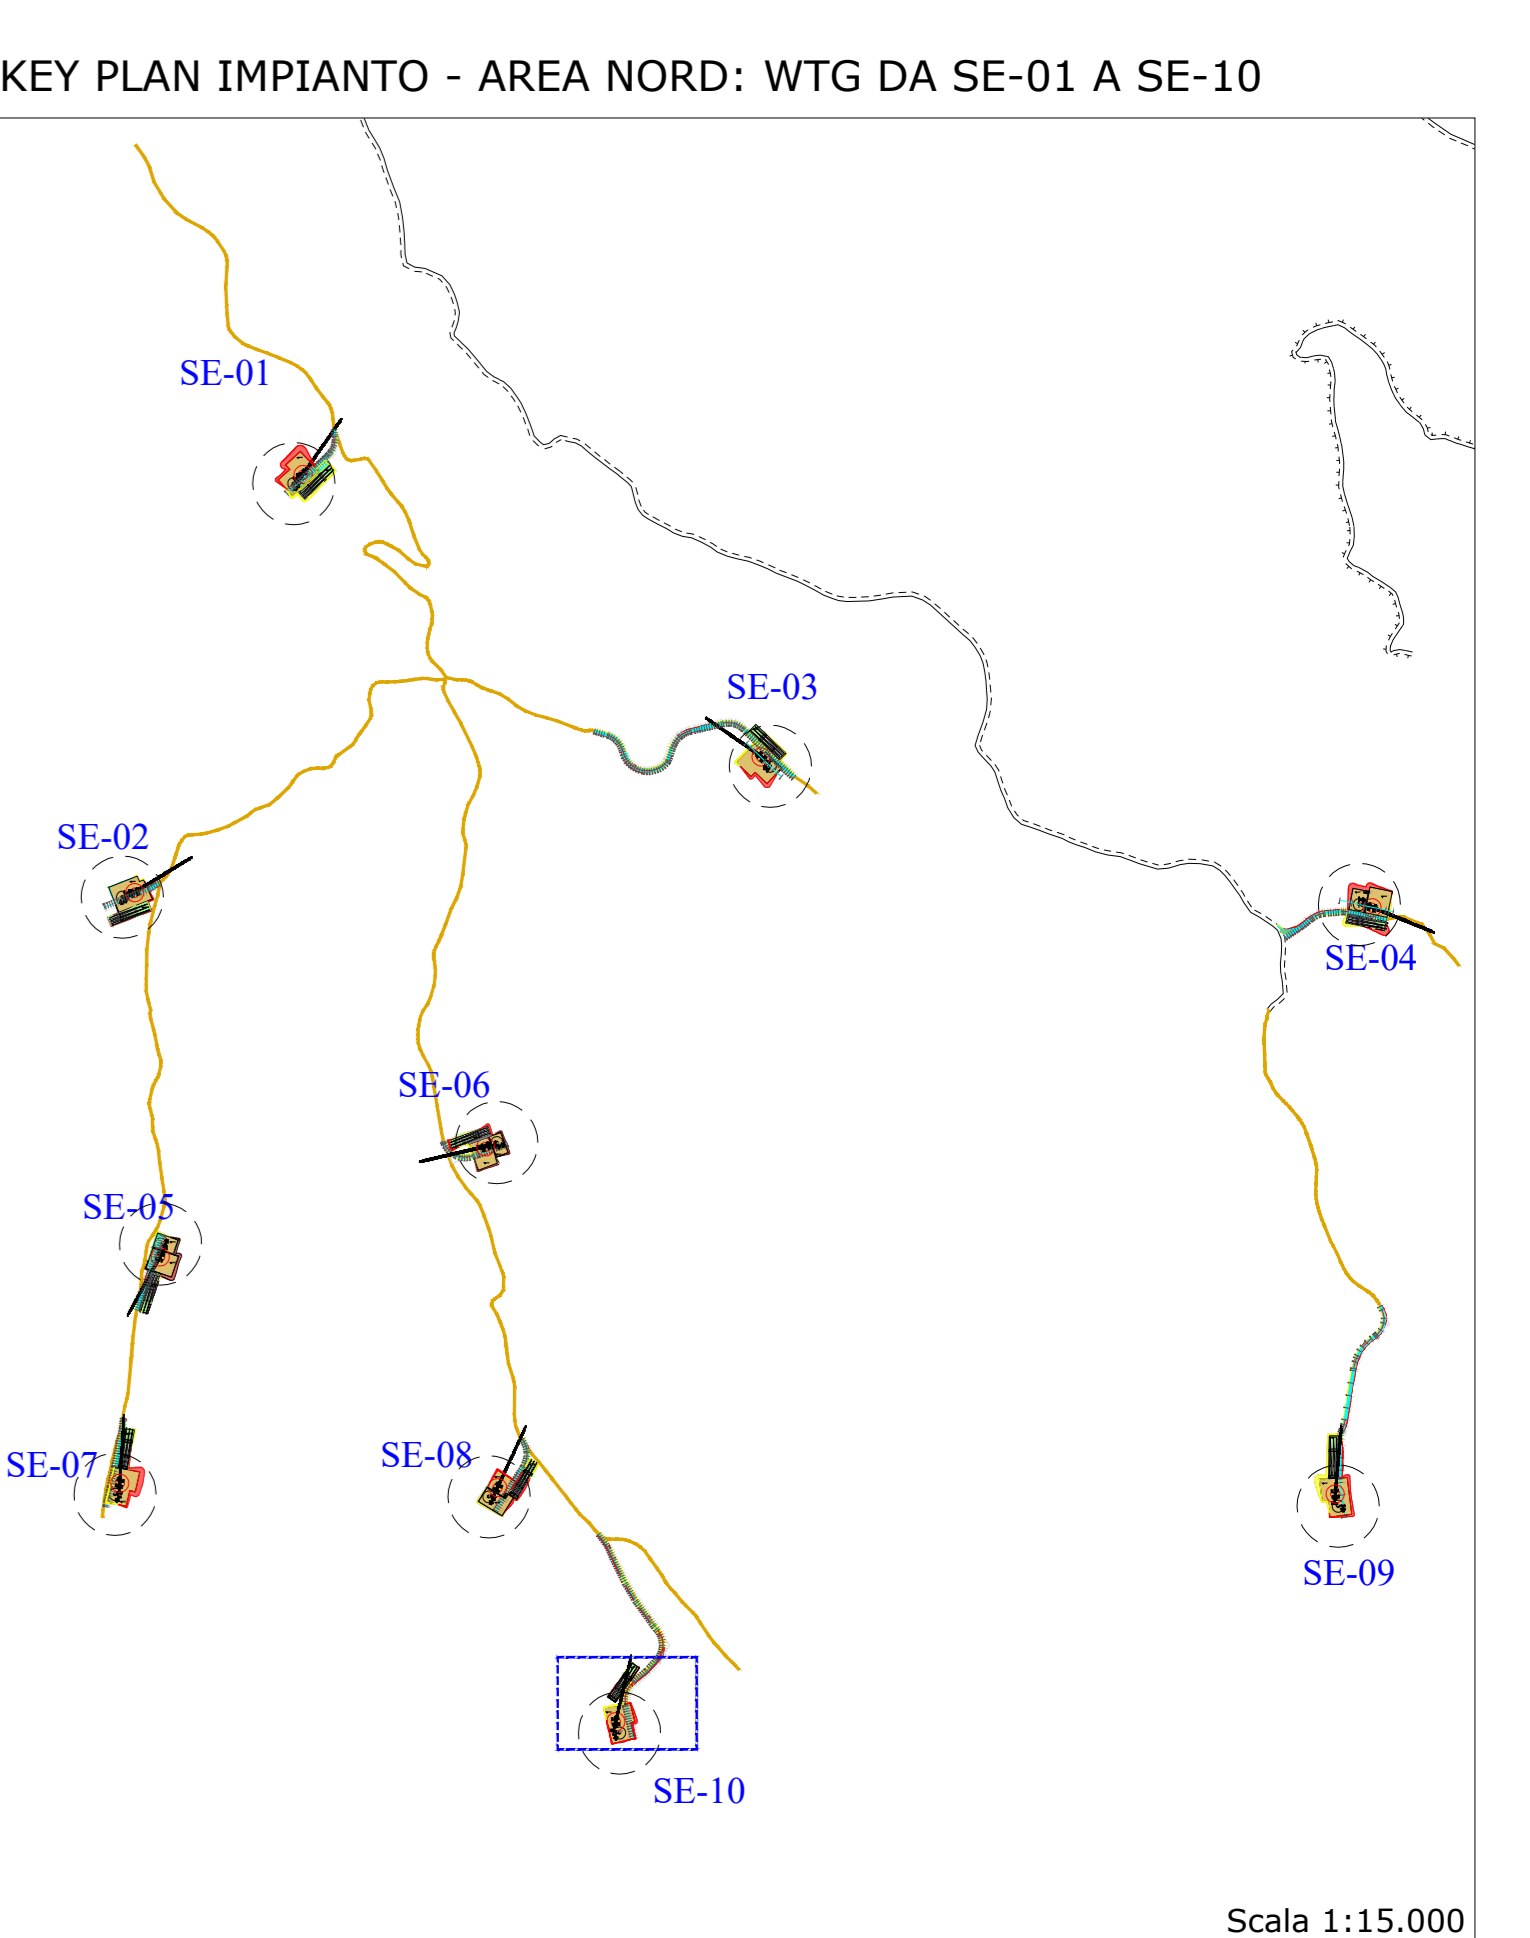 KEY PLAN IMPIANTO - AREA NORD: WTG DA SE-01 A SE-10
SE-01
SE-03
SE-02
SE-04
SE-06
SE-05
SE-08
SE-07
SE-09
SE-10
Scala 1:15.000